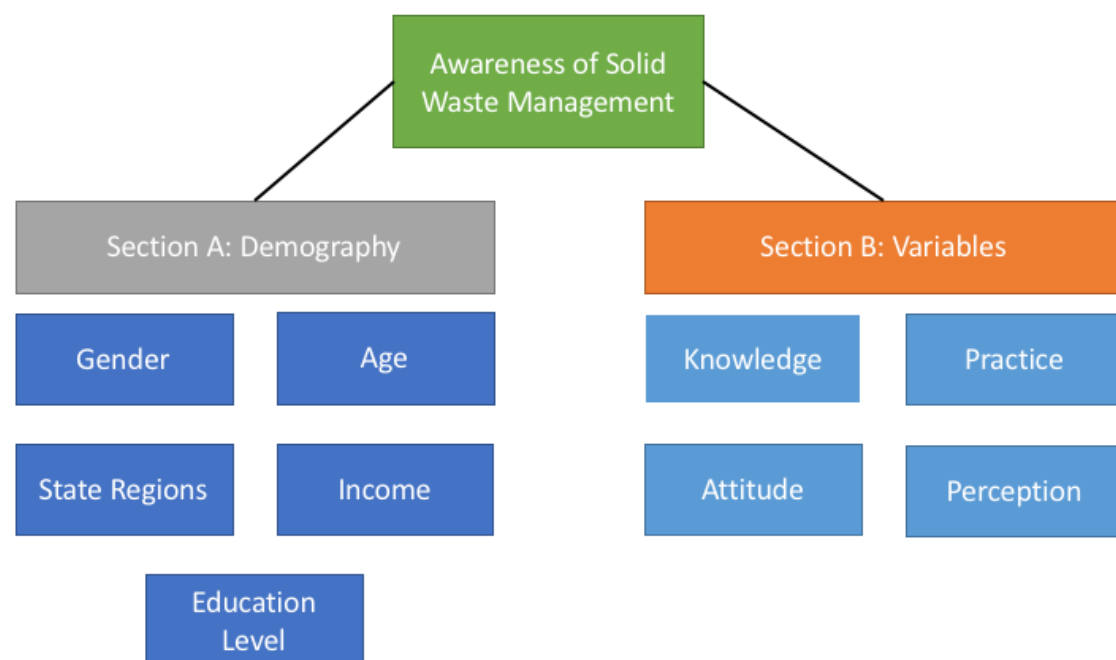 Awareness of Solid
Waste Management
Section A: Demography
Section B: Variables
Gender
Age
Knowledge
Practice
State Regions
Income
Attitude
Perception
Education
Level